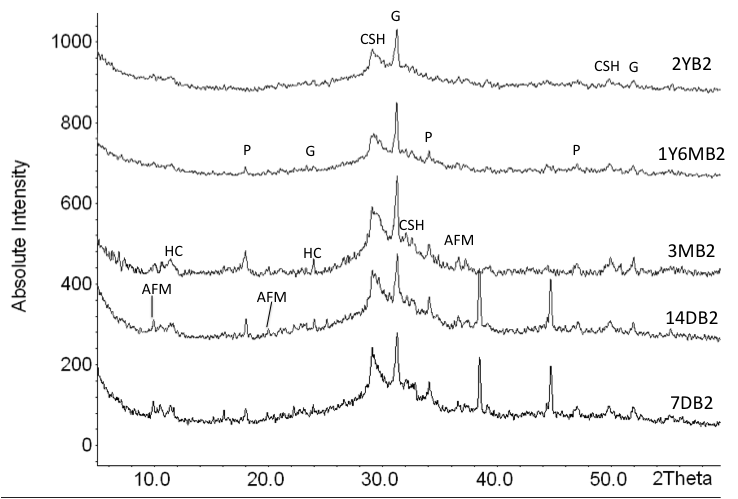 G
1000
CSH
CSH G 2YB2
800
P G P P 1Y6MB2
600
CSH
HC HC AFM 3MB2
400
AFM AFM
14DB2
200
7DB2
0
10.0 20.0 30.0 40.0 50.0 2Theta
Absolute Intensity